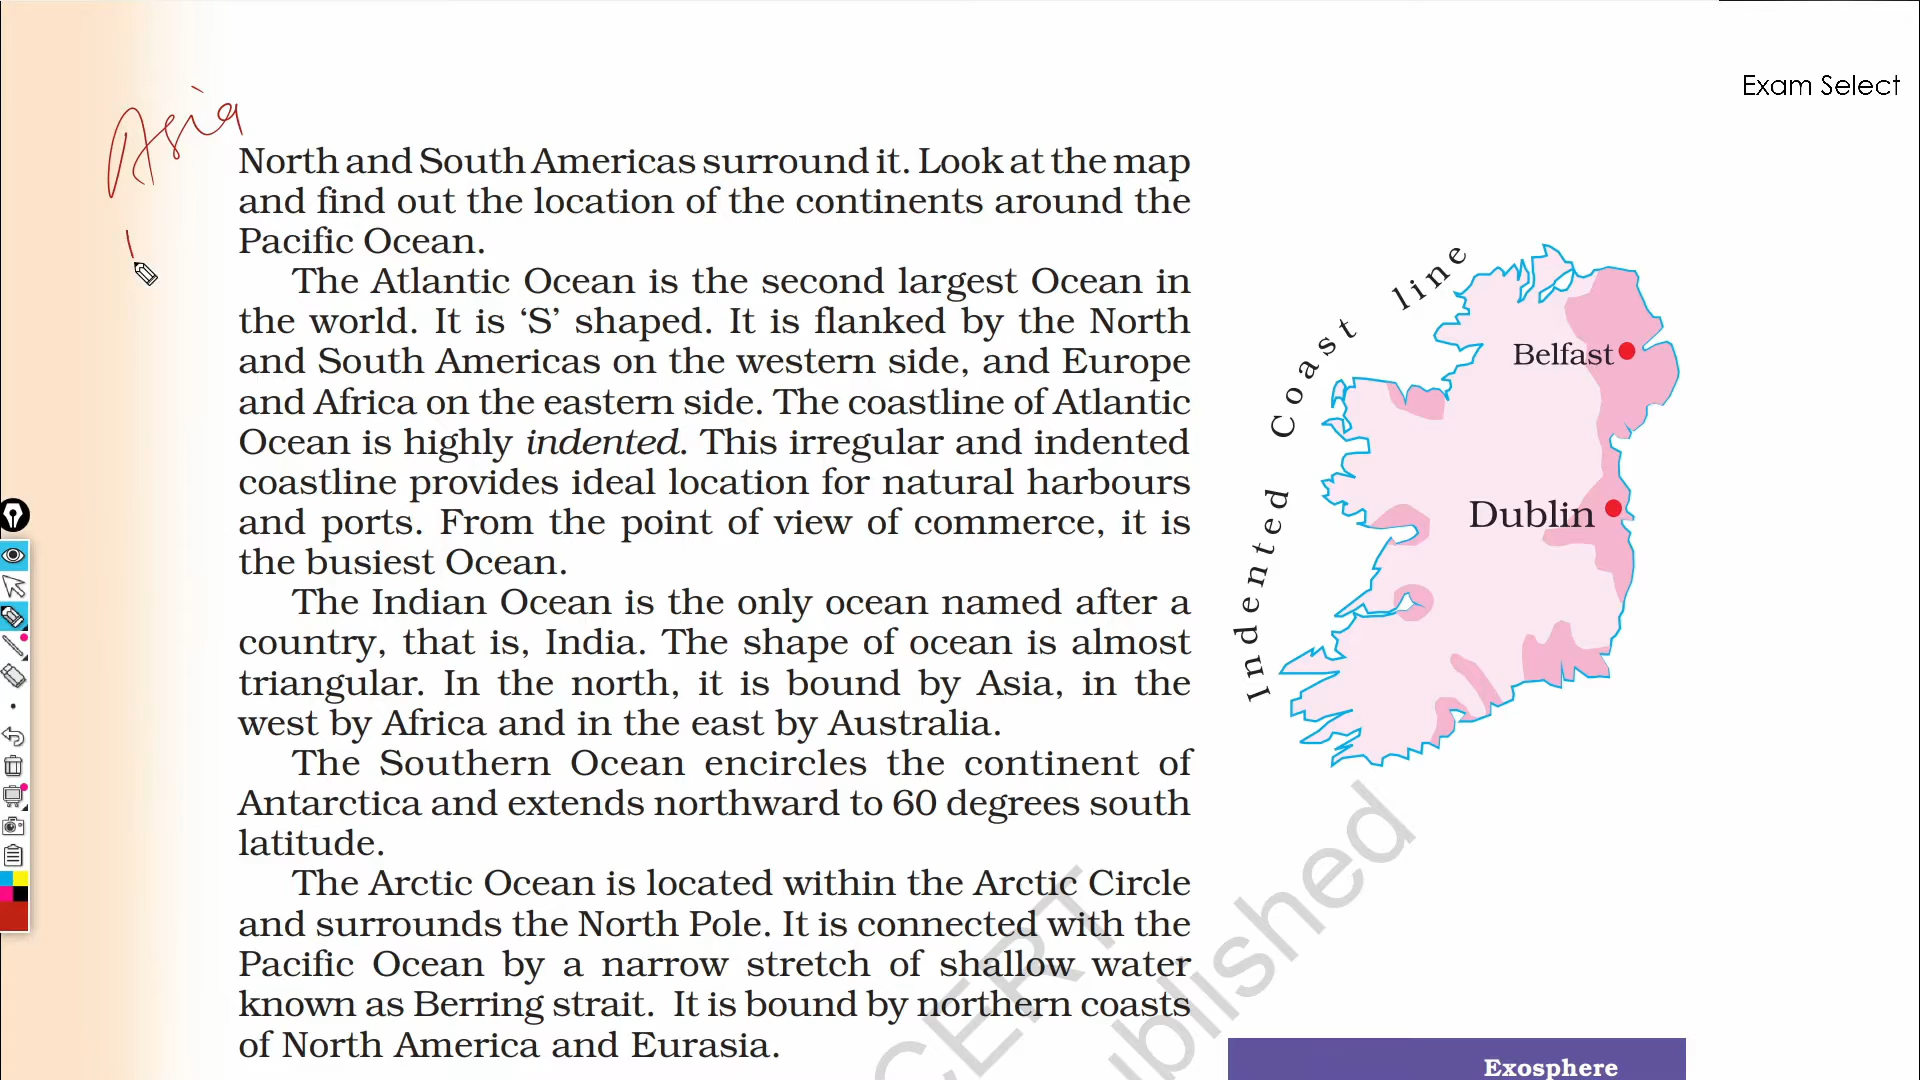 Exam Select
Asia
North and South Americas surround it. Look at the map
and find out the location of the continents around the
Pacific Ocean.
The Atlantic Ocean is the second largest Ocean in
the world. It is ‘S’ shaped. It is flanked by the North
and South Americas on the western side, and Europe
and Africa on the eastern side. The coastline of Atlantic
Ocean is highly indented. This irregular and indented
coastline provides ideal location for natural harbours
and ports. From the point of view of commerce, it is
the busiest Ocean.
The Indian Ocean is the only ocean named after a
country, that is, India. The shape of ocean is almost
triangular. In the north, it is bound by Asia, in the
west by Africa and in the east by Australia.
The Southern Ocean encircles the continent of
Antarctica and extends northward to 60 degrees south
latitude.
The Arctic Ocean is located within the Arctic Circle
and surrounds the North Pole. It is connected with the
Pacific Ocean by a narrow stretch of shallow water
known as Berring strait. It is bound by northern coasts
of North America and Eurasia.
Indented Coast line
Belfast
Dublin
Exosphere